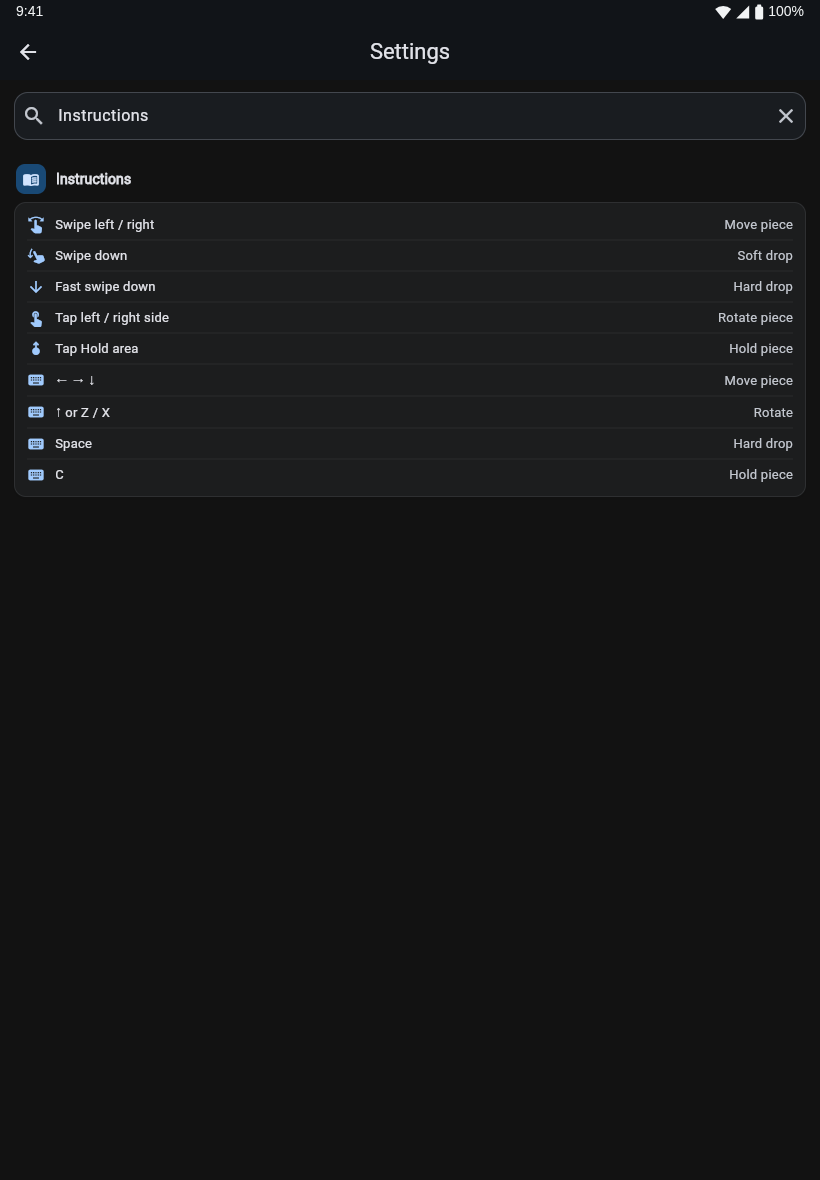 9:41 100%
Settings
Instructions
Instructions
Swipe left / right Move piece
Swipe down Soft drop
Fast swipe down Hard drop
Tap left / right side Rotate piece
Tap Hold area Hold piece
← → ↓ Move piece
↑ or Z / X Rotate
Space Hard drop
C Hold piece